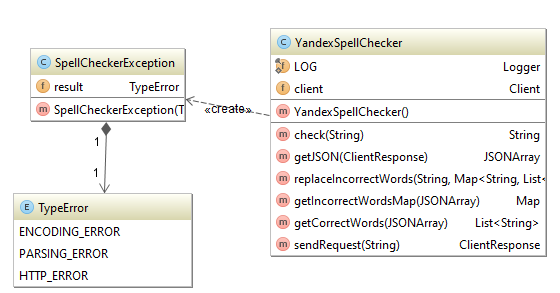 C SpellCheckerException
f result TypeError
m SpellCheckerException(T
«create»
1
1
E TypeError
ENCODING_ERROR
PARSING_ERROR
HTTP_ERROR
C YandexSpellChecker
f LOG Logger
f client Client
m YandexSpellChecker()
m check(String) String
m getJSON(ClientResponse) JSONArray
m replaceIncorrectWords(String, Map<String, List<
m getIncorrectWordsMap(JSONArray) Map
m getCorrectWords(JSONArray) List<String>
m sendRequest(String) ClientResponse